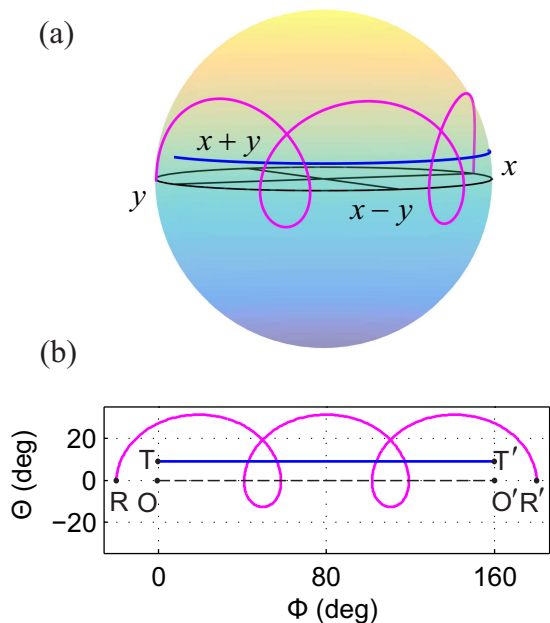 (a)
x + y
x
y
x − y
(b)
Θ (deg)
20
0
−20
T
T′
R
O
O′
R′
0
80
160
Φ (deg)